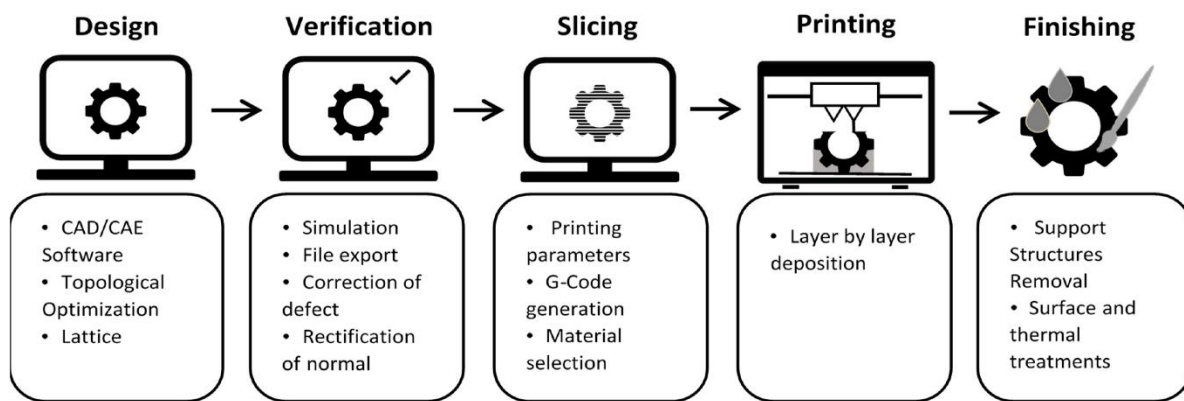 Design
Verification
Slicing
Printing
Finishing
• CAD/CAE
Software
• Topological
Optimization
• Lattice
• Simulation
• File export
• Correction of
defect
• Rectification
of normal
• Printing
parameters
• G-Code
generation
• Material
selection
• Layer by layer
deposition
• Support
Structures
Removal
• Surface and
thermal
treatments